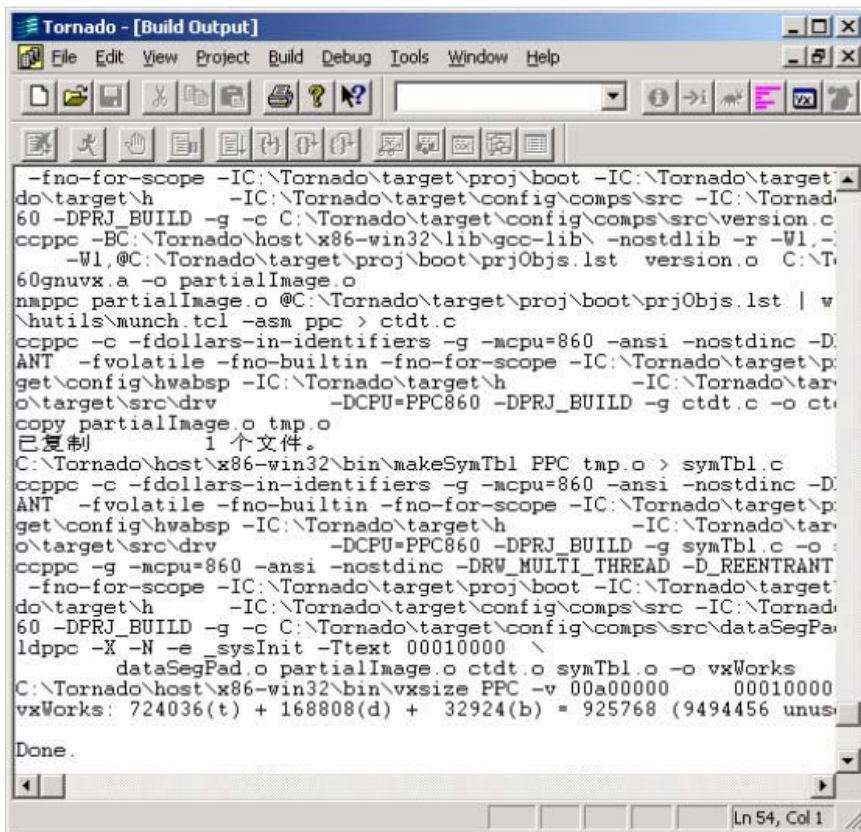 Tornado - [Build Output]
File Edit View Project Build Debug Tools Window Help
-fno-for-scope -IC:\Tornado\target\proj\boot -IC:\Tornado\target
do\target\h -IC:\Tornado\target\config\comps\src -IC:\Tornad
60 -DPRJ_BUILD -g -c C:\Tornado\target\config\comps\src\version.c
ccppc -BC:\Tornado\host\x86-win32\lib\gcc-lib\ -nostdlib -r -Wl,-
-Wl,@C:\Tornado\target\proj\boot\prjObjs.lst version.o C:\T
60gnuvx.a -o partialImage.o
nmppc partialImage.o @C:\Tornado\target\proj\boot\prjObjs.lst | w
\hutils\munch.tcl -asm ppc > ctdt.c
ccppc -c -fdollars-in-identifiers -g -mcpu=860 -ansi -nostdinc -D
ANT -fvolatile -fno-builtin -fno-for-scope -IC:\Tornado\target\p
get\config\hwabsp -IC:\Tornado\target\h -IC:\Tornado\tar
o\target\src\drv -DCPU=PPC860 -DPRJ_BUILD -g ctdt.c -o ct
copy partialImage.o tmp.o
已复制 1 个文件。
C:\Tornado\host\x86-win32\bin\makeSymTbl PPC tmp.o > symTbl.c
ccppc -c -fdollars-in-identifiers -g -mcpu=860 -ansi -nostdinc -D
ANT -fvolatile -fno-builtin -fno-for-scope -IC:\Tornado\target\p
get\config\hwabsp -IC:\Tornado\target\h -IC:\Tornado\tar
o\target\src\drv -DCPU=PPC860 -DPRJ_BUILD -g symTbl.c -o
ccppc -g -mcpu=860 -ansi -nostdinc -DRW_MULTI_THREAD -D_REENTRANT
-fno-for-scope -IC:\Tornado\target\proj\boot -IC:\Tornado\target
do\target\h -IC:\Tornado\target\config\comps\src -IC:\Tornad
60 -DPRJ_BUILD -g -c C:\Tornado\target\config\comps\src\dataSegPa
ldppc -X -N -e _sysInit -Ttext 00010000 \
dataSegPad.o partialImage.o ctdt.o symTbl.o -o vxWorks
C:\Tornado\host\x86-win32\bin\vxsize PPC -v 00a00000 00010000
vxWorks: 724036(t) + 168808(d) + 32924(b) = 925768 (9494456 unus
Done.
Ln 54, Col 1